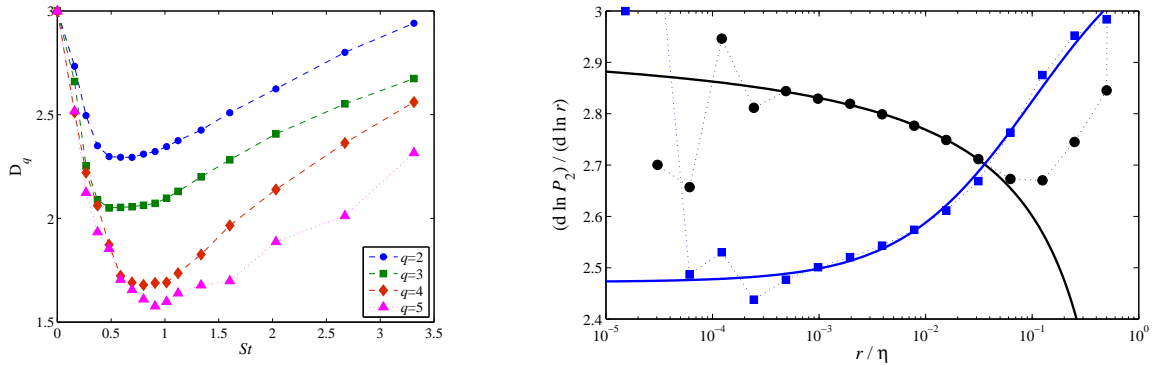 3
2.5
2
1.5
0 0.5 1 1.5 2 2.5 3 3.5
D_q
St
q=2
q=3
q=4
q=5
3
2.9
2.8
2.7
2.6
2.5
2.4
10^-5 10^-4 10^-3 10^-2 10^-1 10^0
(d ln P_2) / (d ln r)
r / η